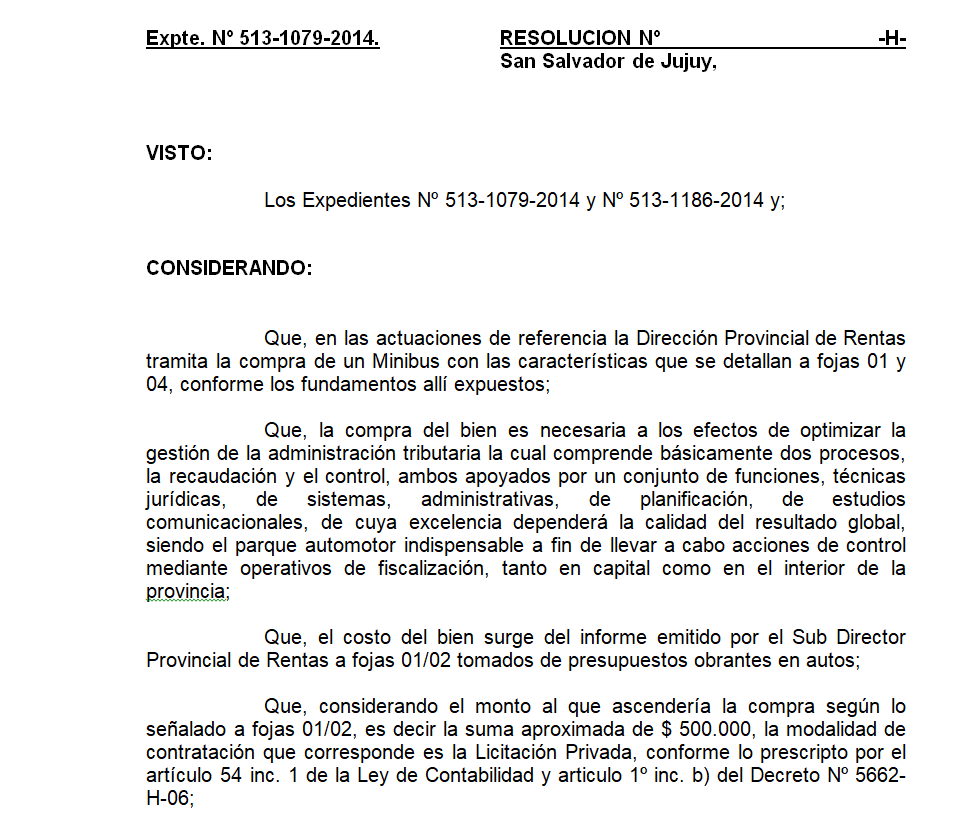 Expte. Nº 513-1079-2014. RESOLUCION Nº -H-
San Salvador de Jujuy,
VISTO:
Los Expedientes Nº 513-1079-2014 y Nº 513-1186-2014 y;
CONSIDERANDO:
Que, en las actuaciones de referencia la Dirección Provincial de Rentas
tramita la compra de un Minibus con las características que se detallan a fojas 01 y
04, conforme los fundamentos allí expuestos;
Que, la compra del bien es necesaria a los efectos de optimizar la
gestión de la administración tributaria la cual comprende básicamente dos procesos,
la recaudación y el control, ambos apoyados por un conjunto de funciones, técnicas
jurídicas, de sistemas, administrativas, de planificación, de estudios
comunicacionales, de cuya excelencia dependerá la calidad del resultado global,
siendo el parque automotor indispensable a fin de llevar a cabo acciones de control
mediante operativos de fiscalización, tanto en capital como en el interior de la
provincia;
Que, el costo del bien surge del informe emitido por el Sub Director
Provincial de Rentas a fojas 01/02 tomados de presupuestos obrantes en autos;
Que, considerando el monto al que ascendería la compra según lo
señalado a fojas 01/02, es decir la suma aproximada de $ 500.000, la modalidad de
contratación que corresponde es la Licitación Privada, conforme lo prescripto por el
artículo 54 inc. 1 de la Ley de Contabilidad y articulo 1º inc. b) del Decreto Nº 5662-
H-06;